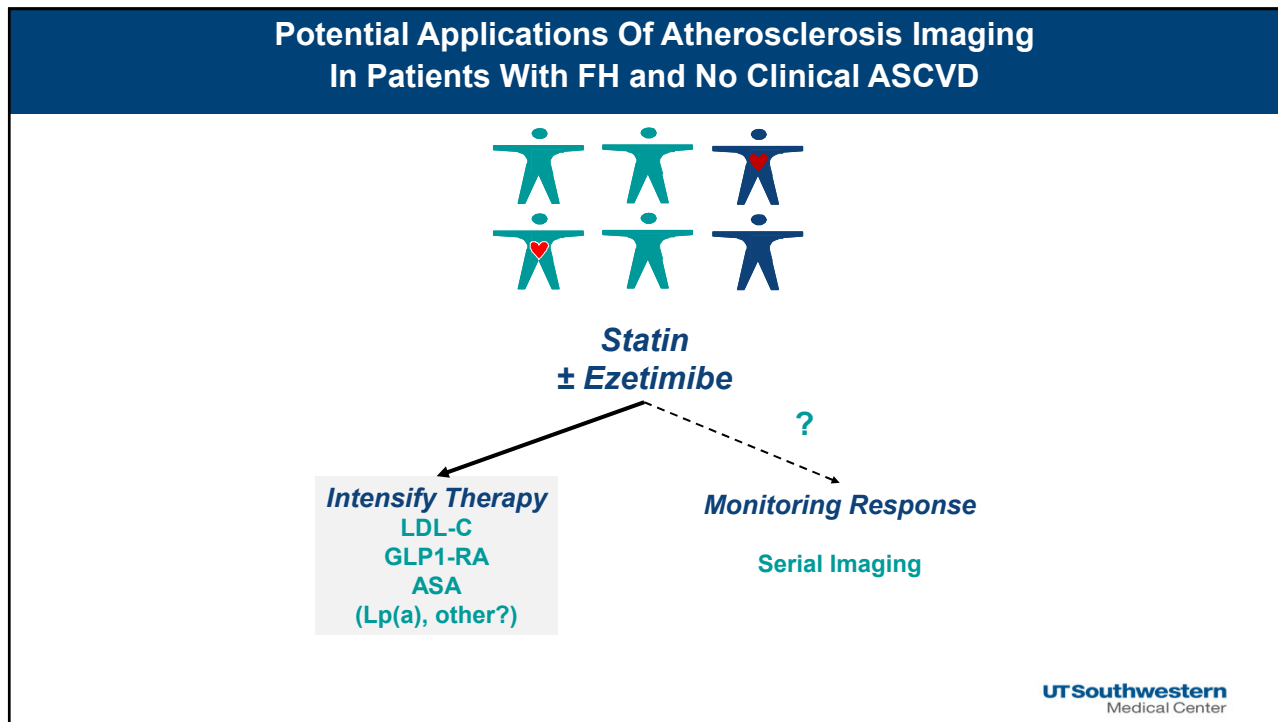 Potential Applications Of Atherosclerosis Imaging
In Patients With FH and No Clinical ASCVD
Statin
± Ezetimibe
?
Intensify Therapy
LDL-C
GLP1-RA
ASA
(Lp(a), other?)
Monitoring Response
Serial Imaging
UTSouthwestern
Medical Center